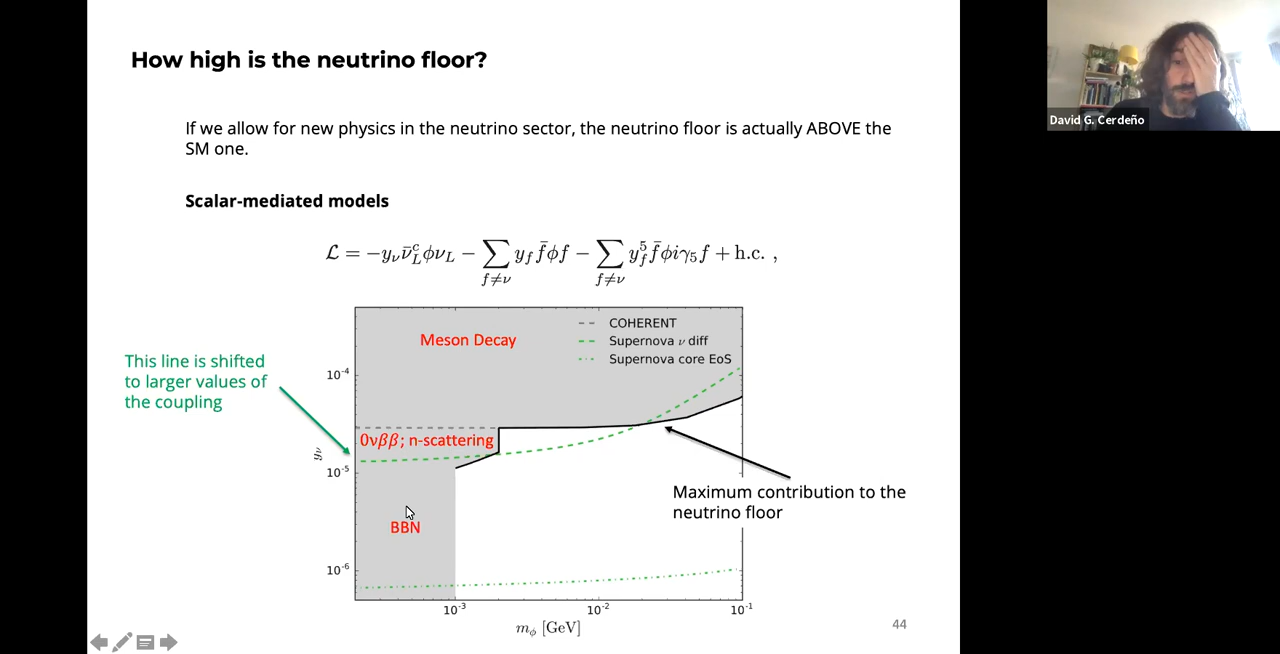 How high is the neutrino floor?
David G. Cerdeño
If we allow for new physics in the neutrino sector, the neutrino floor is actually ABOVE the
SM one.
Scalar-mediated models
ℒ = −y_ν ν̄_L^c ϕν_L − ∑_{f≠ν} y_f f̄ϕf − ∑_{f≠ν} y_f^5 f̄ϕiγ_5 f + h.c. ,
Meson Decay
COHERENT
Supernova ν diff
Supernova core EoS
This line is shifted
to larger values of
the coupling
10^-4
0νββ; n-scattering
y_ν
10^-5
Maximum contribution to the
neutrino floor
BBN
10^-6
10^-3
10^-2
10^-1
m_ϕ [GeV]
44